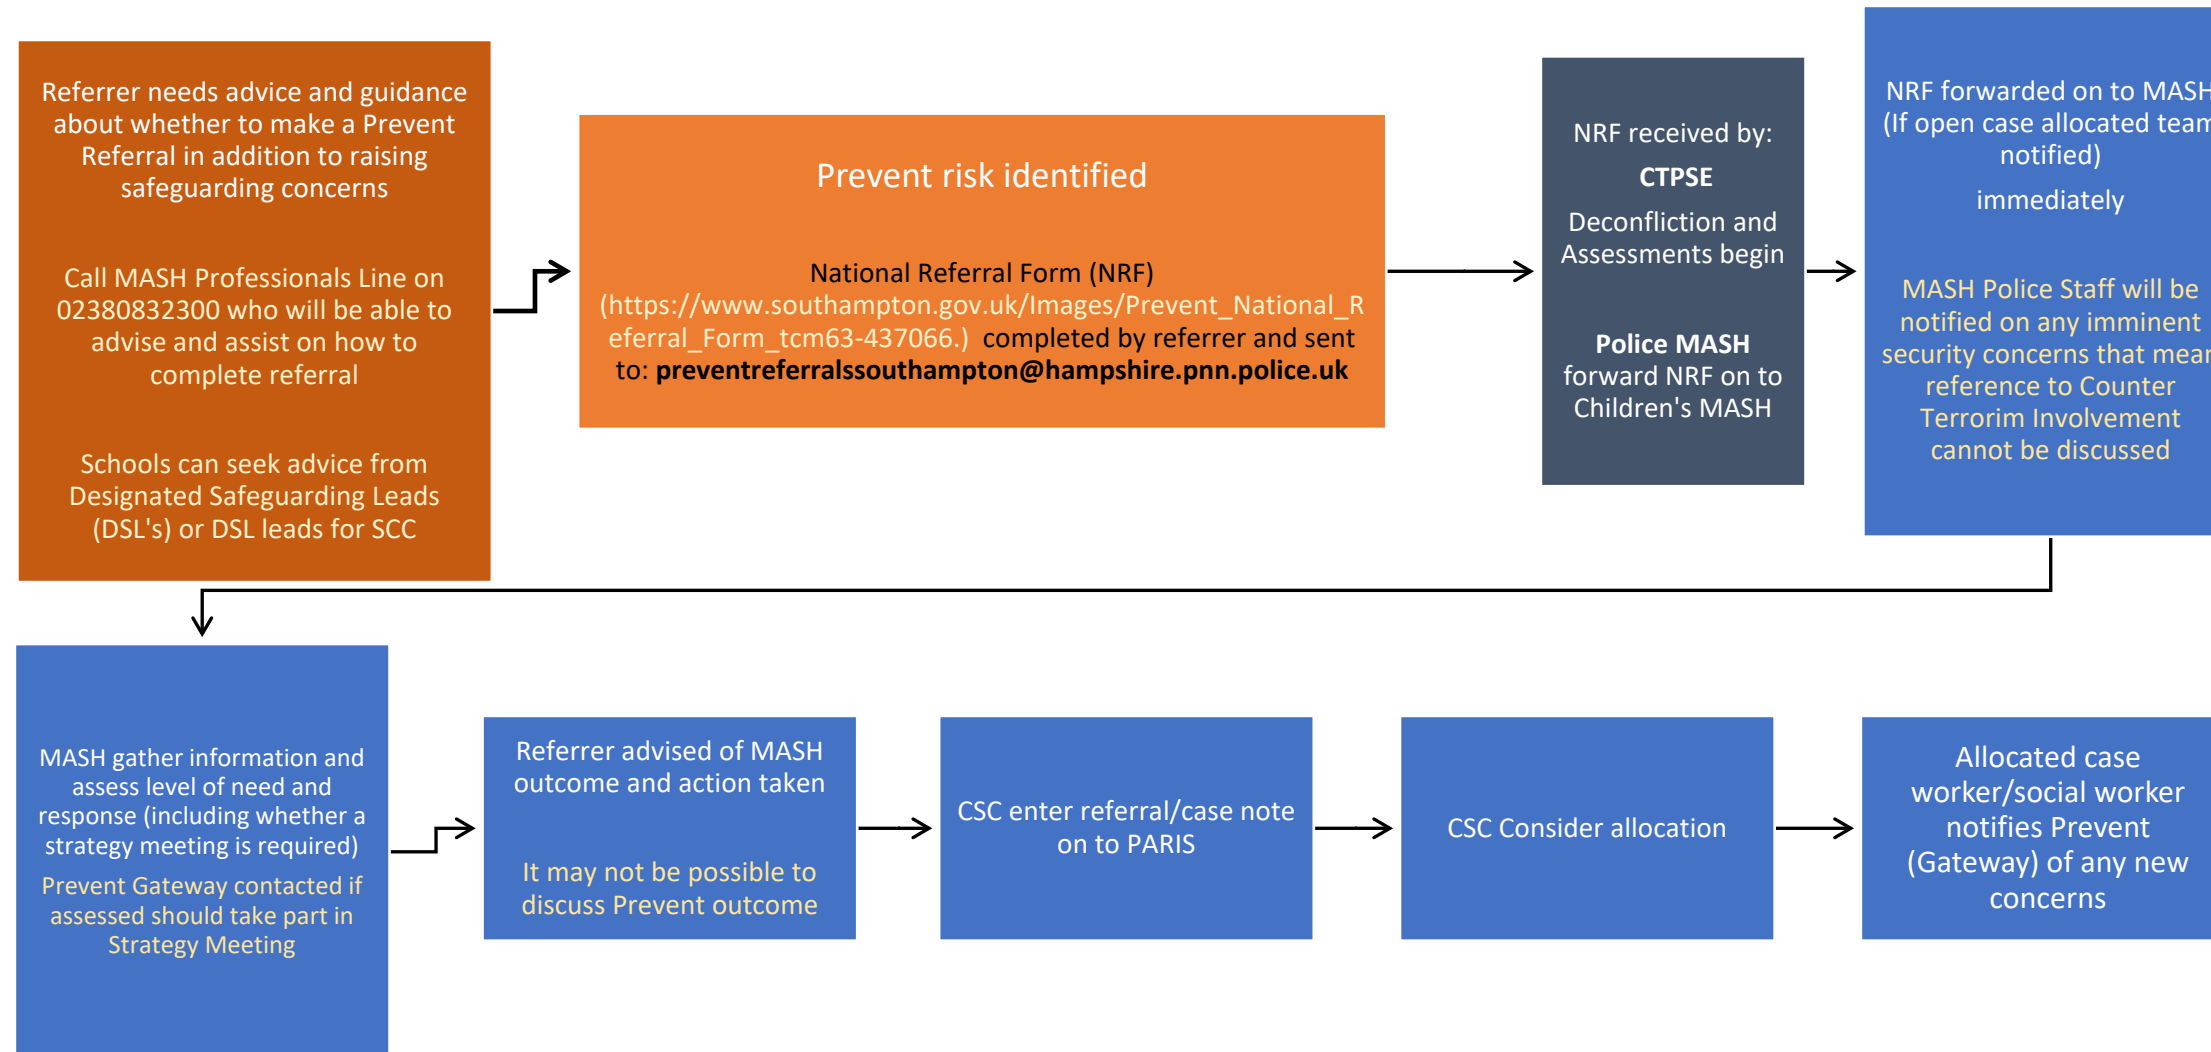 Referrer needs advice and guidance
about whether to make a Prevent
Referral in addition to raising
safeguarding concerns
Call MASH Professionals Line on
02380832300 who will be able to
advise and assist on how to
complete referral
Schools can seek advice from
Designated Safeguarding Leads
(DSL's) or DSL leads for SCC
Prevent risk identified
National Referral Form (NRF)
(https://www.southampton.gov.uk/Images/Prevent_National_R
eferral_Form_tcm63-437066.) completed by referrer and sent
to: preventreferralssouthampton@hampshire.pnn.police.uk
NRF received by:
CTPSE
Deconfliction and
Assessments begin
Police MASH
forward NRF on to
Children's MASH
NRF forwarded on to MASH
(If open case allocated team
notified)
immediately
MASH Police Staff will be
notified on any imminent
security concerns that mean
reference to Counter
Terrorim Involvement
cannot be discussed
MASH gather information and
assess level of need and
response (including whether a
strategy meeting is required)
Prevent Gateway contacted if
assessed should take part in
Strategy Meeting
Referrer advised of MASH
outcome and action taken
It may not be possible to
discuss Prevent outcome
CSC enter referral/case note
on to PARIS
CSC Consider allocation
Allocated case
worker/social worker
notifies Prevent
(Gateway) of any new
concerns